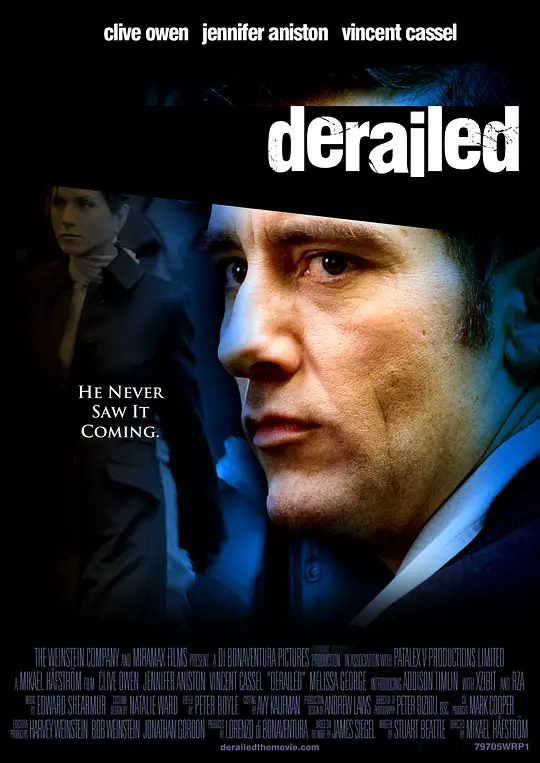 clive owen jennifer aniston vincent cassel
derailed
HE NEVER
SAW IT
COMING.
THE WEINSTEIN COMPANY AND MIRAMAX FILMS PRESENT A DI BONAVENTURA PICTURES PRODUCTION IN ASSOCIATION WITH PATALEX V PRODUCTIONS LIMITED
A MIKAEL HÅFSTRÖM FILM CLIVE OWEN JENNIFER ANISTON VINCENT CASSEL "DERAILED" MELISSA GEORGE INTRODUCING ADDISON TIMLIN WITH XZIBIT AND RZA
MUSIC BY EDWARD SHEARMUR COSTUME DESIGN BY NATALIE WARD EDITED BY PETER BOYLE CASTING BY AVY KAUFMAN PRODUCTION DESIGN BY ANDREW LAWS DIRECTOR OF PHOTOGRAPHY PETER BIZIOU BSC CO PRODUCER MARK COOPER
EXECUTIVE PRODUCERS HARVEY WEINSTEIN BOB WEINSTEIN JONATHAN GORDON PRODUCED BY LORENZO di BONAVENTURA BASED ON THE NOVEL BY JAMES SIEGEL WRITTEN BY STUART BEATTIE DIRECTED BY MIKAEL HÅFSTRÖM
derailedthemovie.com
79705WRP1